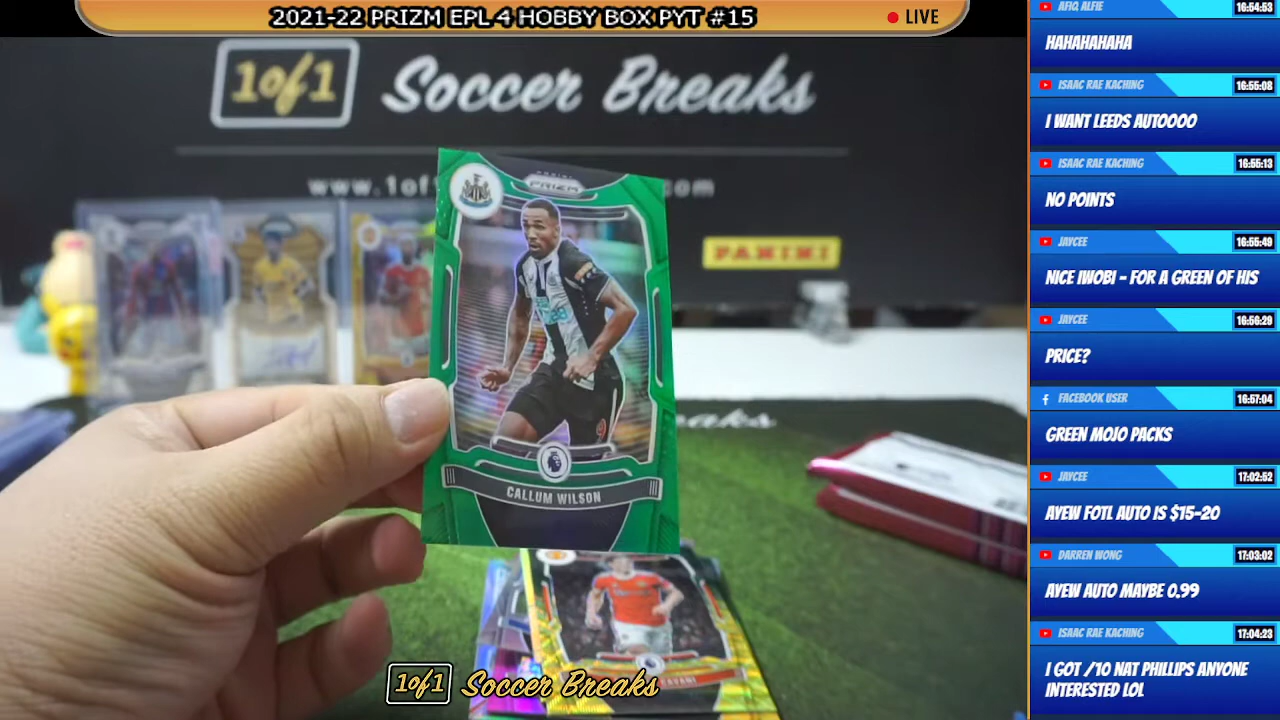 2021-22 PRIZM EPL 4 HOBBY BOX PYT #15
LIVE
1of1 Soccer Breaks
www.1of
com
PANINI
PRIZM
CALLUM WILSON
9
1of1 Soccer Breaks
AFIQ ALFIE 16:54:53
HAHAHAHAHA
ISAAC RAE KACHING 16:55:08
I WANT LEEDS AUTOOOO
ISAAC RAE KACHING 16:55:13
NO POINTS
JAYCEE 16:55:49
NICE IWOBI - FOR A GREEN OF HIS
JAYCEE 16:56:29
PRICE?
FACEBOOK USER 16:57:04
GREEN MOJO PACKS
JAYCEE 17:02:52
AYEW FOTL AUTO IS $15-20
DARREN WONG 17:03:02
AYEW AUTO MAYBE 0.99
ISAAC RAE KACHING 17:04:23
I GOT /10 NAT PHILLIPS ANYONE
INTERESTED LOL